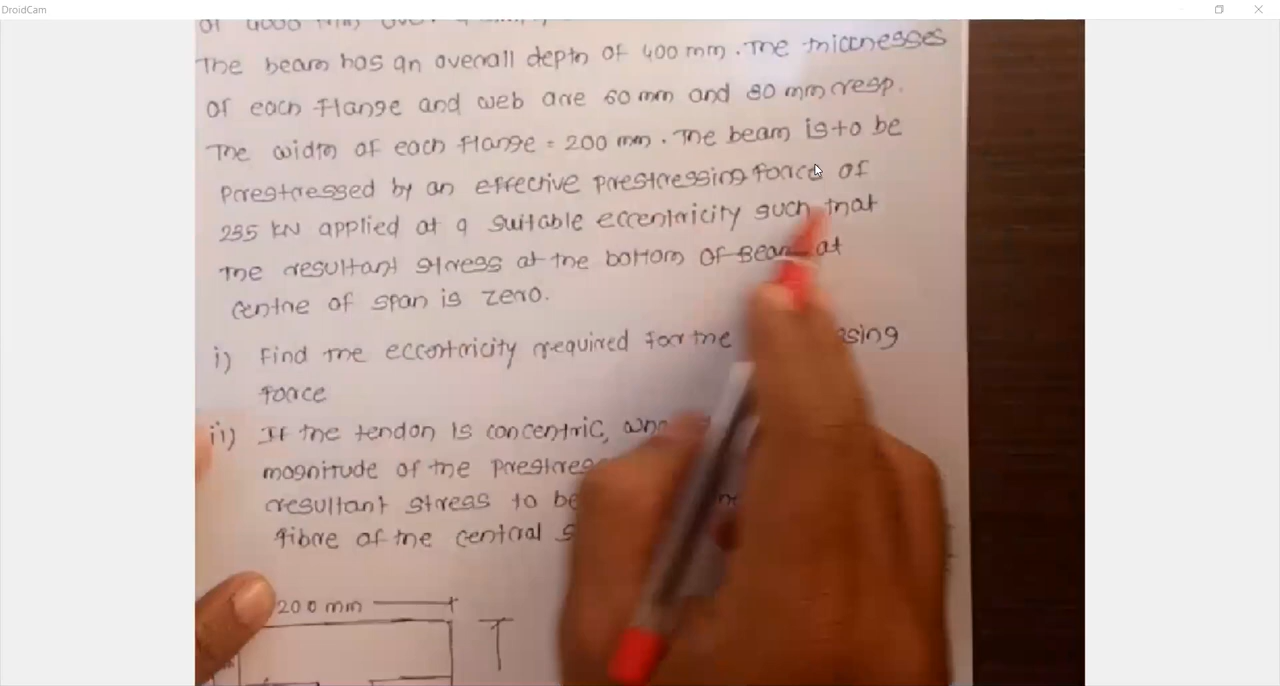 DroidCam
The beam has an overall depth of 400 mm. The thicnesses
of each flange and web are 60 mm and 80 mm resp.
The width of each flange = 200 mm. The beam is to be
prestressed by an effective prestressing force of
235 kN applied at a suitable eccentricity such that
The resultant stress at the bottom of beam at
centre of span is zero.
i) Find the eccentricity required for the sing
force
ii) If the tendon is concentric,
magnitude of the
resultant stress to be
fibre of the central
200 mm